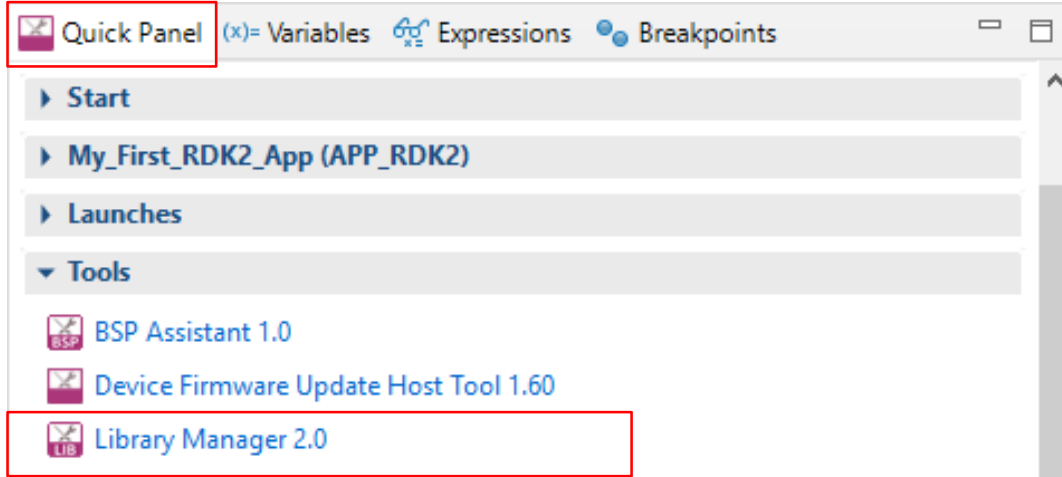 Quick Panel (x)= Variables Expressions Breakpoints
Start
My_First_RDK2_App (APP_RDK2)
Launches
Tools
BSP BSP Assistant 1.0
Device Firmware Update Host Tool 1.60
LIB Library Manager 2.0